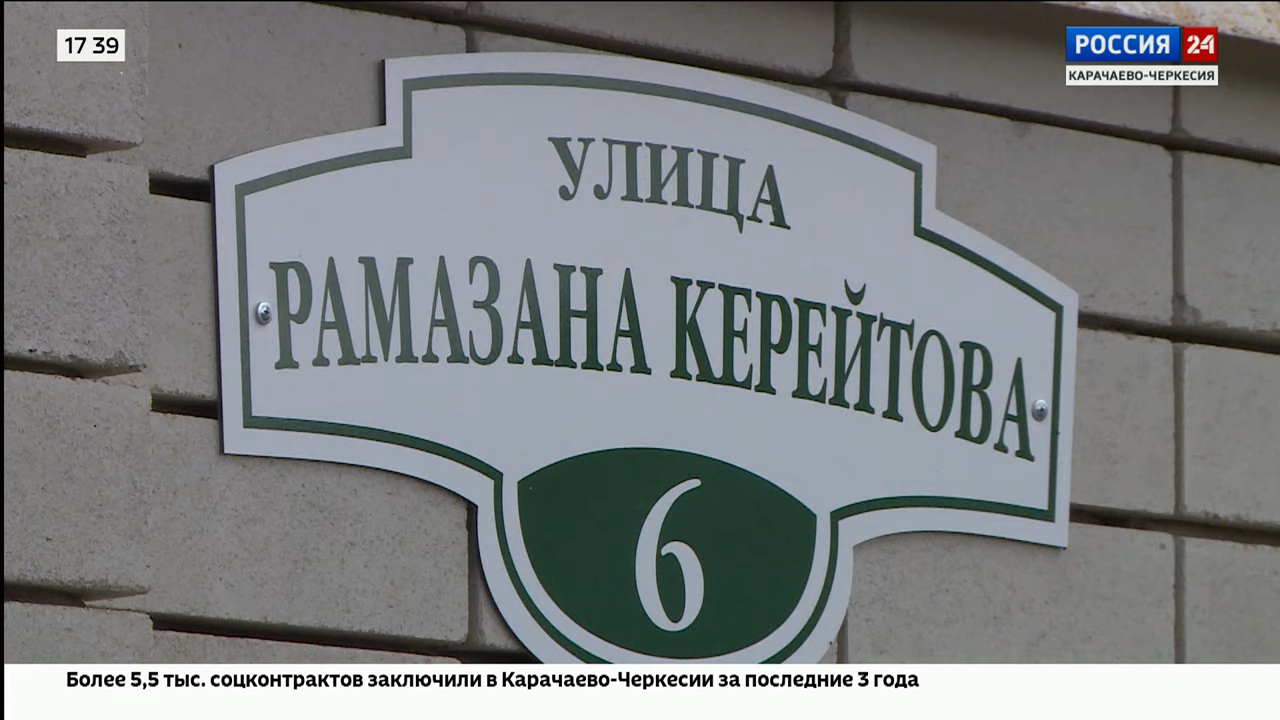 17 39
РОССИЯ 24
КАРАЧАЕВО-ЧЕРКЕСИЯ
УЛИЦА
РАМАЗАНА КЕРЕЙТОВА
6
Более 5,5 тыс. соцконтрактов заключили в Карачаево-Черкесии за последние 3 года